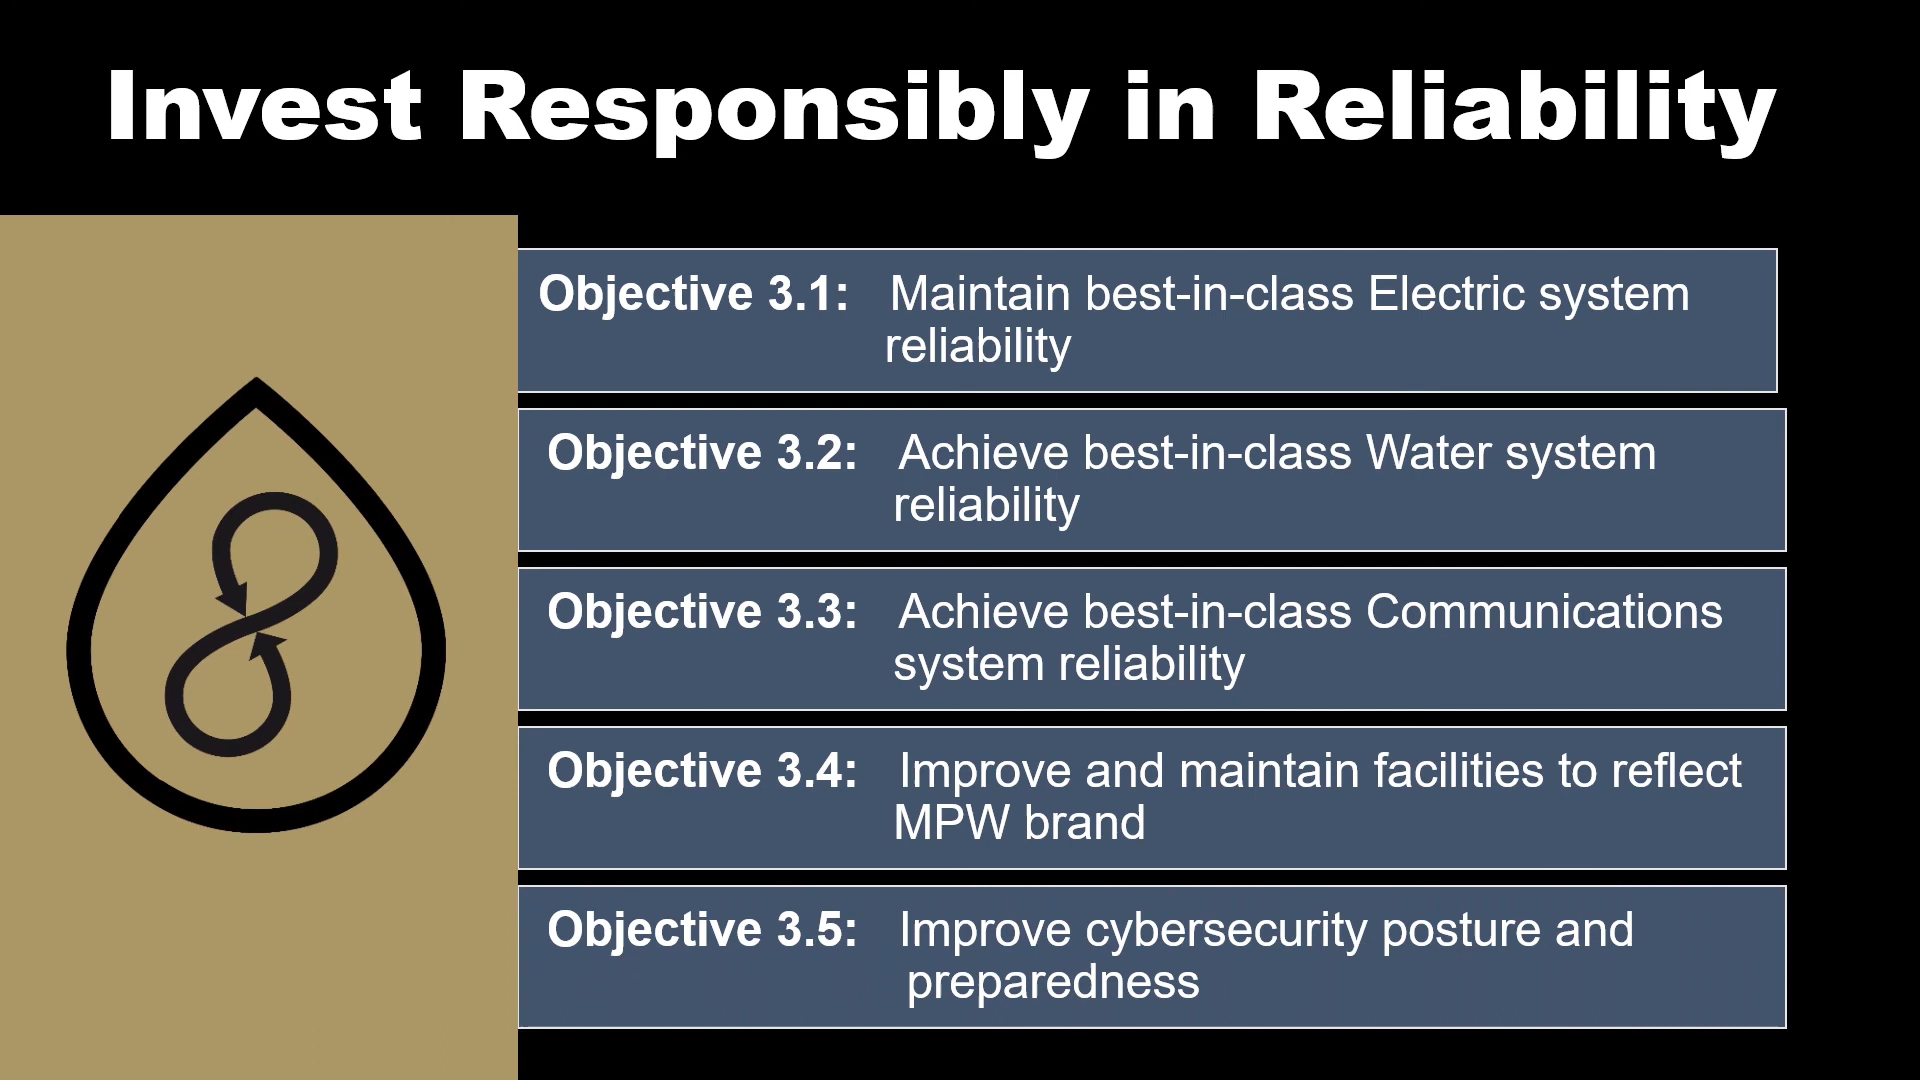 Invest Responsibly in Reliability
Objective 3.1: Maintain best-in-class Electric system
reliability
Objective 3.2: Achieve best-in-class Water system
reliability
Objective 3.3: Achieve best-in-class Communications
system reliability
Objective 3.4: Improve and maintain facilities to reflect
MPW brand
Objective 3.5: Improve cybersecurity posture and
preparedness